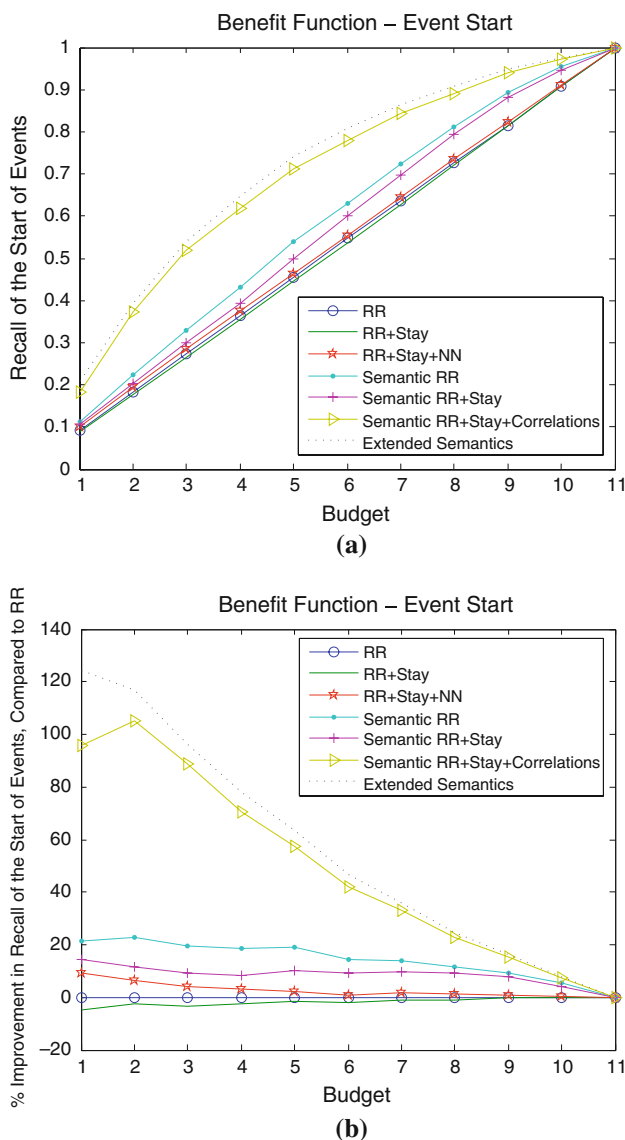 Benefit Function – Event Start
1
0.9
0.8
0.7
0.6
0.5
0.4
0.3
0.2
0.1
0
Recall of the Start of Events
RR
RR+Stay
RR+Stay+NN
Semantic RR
Semantic RR+Stay
Semantic RR+Stay+Correlations
Extended Semantics
1 2 3 4 5 6 7 8 9 10 11
Budget
(a)
Benefit Function – Event Start
140
120
100
80
60
40
20
0
–20
% Improvement in Recall of the Start of Events, Compared to RR
RR
RR+Stay
RR+Stay+NN
Semantic RR
Semantic RR+Stay
Semantic RR+Stay+Correlations
Extended Semantics
1 2 3 4 5 6 7 8 9 10 11
Budget
(b)